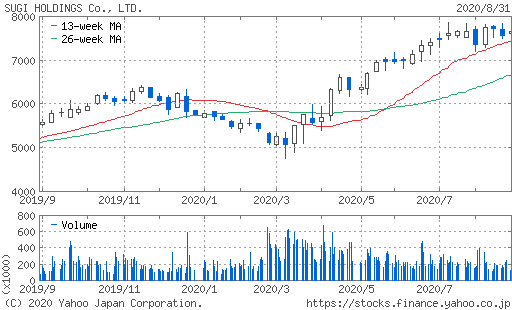 SUGI HOLDINGS Co., LTD. 2020/8/31
8000
13-week MA
26-week MA
7000
6000
5000
4000
2019/9 2019/11 2020/1 2020/3 2020/5 2020/7
800
Volume
600
400
200
0
(x1000)
2019/9 2019/11 2020/1 2020/3 2020/5 2020/7
(C) 2020 Yahoo Japan Corporation. https://stocks.finance.yahoo.co.jp/